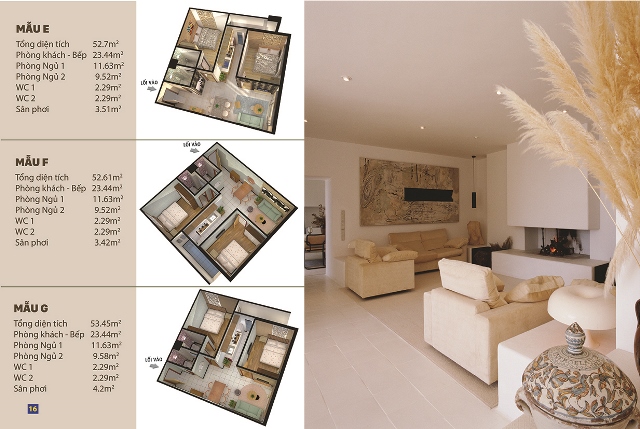 MẪU E
Tổng diện tích 52.7m²
Phòng khách - Bếp 23.44m²
Phòng Ngủ 1 11.63m²
Phòng Ngủ 2 9.52m²
WC 1 2.29m²
WC 2 2.29m²
Sân phơi 3.51m²
LỐI VÀO
MẪU F
Tổng diện tích 52.61m²
Phòng khách - Bếp 23.44m²
Phòng Ngủ 1 11.63m²
Phòng Ngủ 2 9.52m²
WC 1 2.29m²
WC 2 2.29m²
Sân phơi 3.42m²
LỐI VÀO
MẪU G
Tổng diện tích 53.45m²
Phòng khách - Bếp 23.44m²
Phòng Ngủ 1 11.63m²
Phòng Ngủ 2 9.58m²
WC 1 2.29m²
WC 2 2.29m²
Sân phơi 4.2m²
LỐI VÀO
16